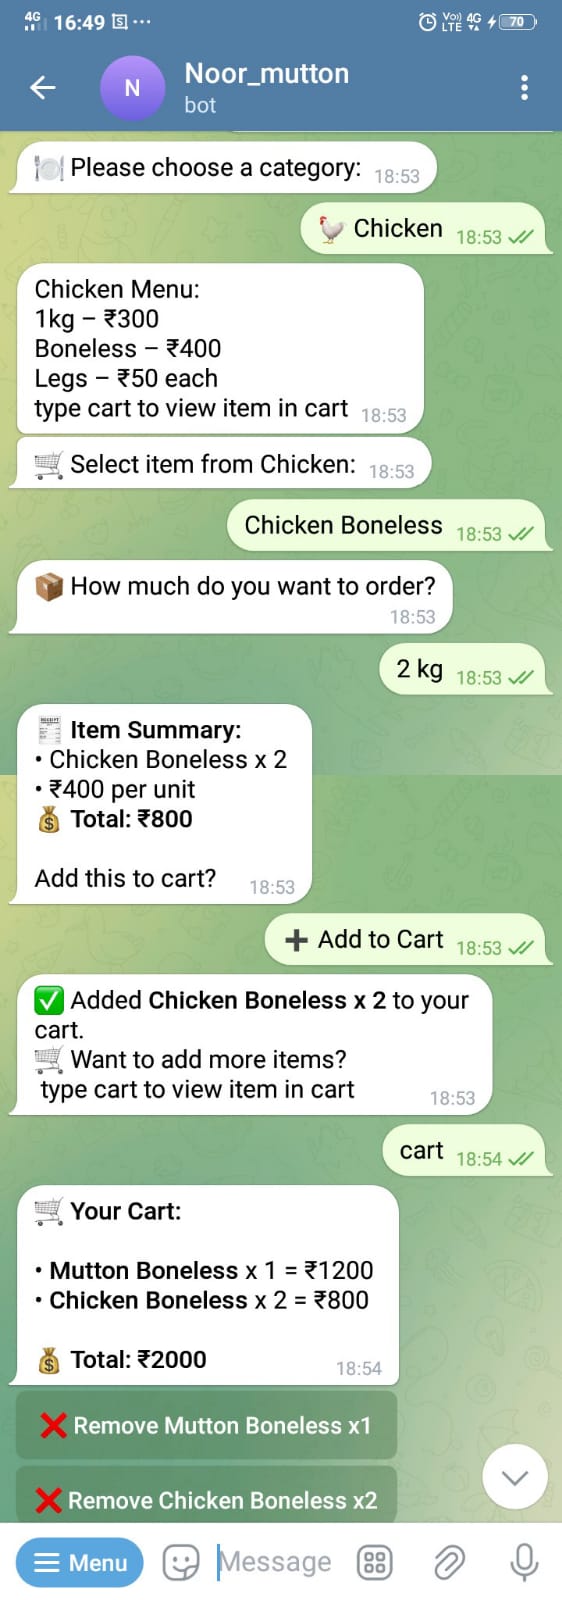 4G 16:49
Vo) 4G
LTE
70
N
Noor_mutton
bot
Please choose a category: 18:53
Chicken 18:53
Chicken Menu:
1kg – ₹300
Boneless – ₹400
Legs – ₹50 each
type cart to view item in cart 18:53
Select item from Chicken: 18:53
Chicken Boneless 18:53
How much do you want to order?
18:53
2 kg 18:53
RECEIPT
Item Summary:
• Chicken Boneless x 2
• ₹400 per unit
Total: ₹800
Add this to cart? 18:53
Add to Cart 18:53
Added Chicken Boneless x 2 to your
cart.
Want to add more items?
type cart to view item in cart 18:53
cart 18:54
Your Cart:
• Mutton Boneless x 1 = ₹1200
• Chicken Boneless x 2 = ₹800
Total: ₹2000 18:54
Remove Mutton Boneless x1
Remove Chicken Boneless x2
Menu
Message